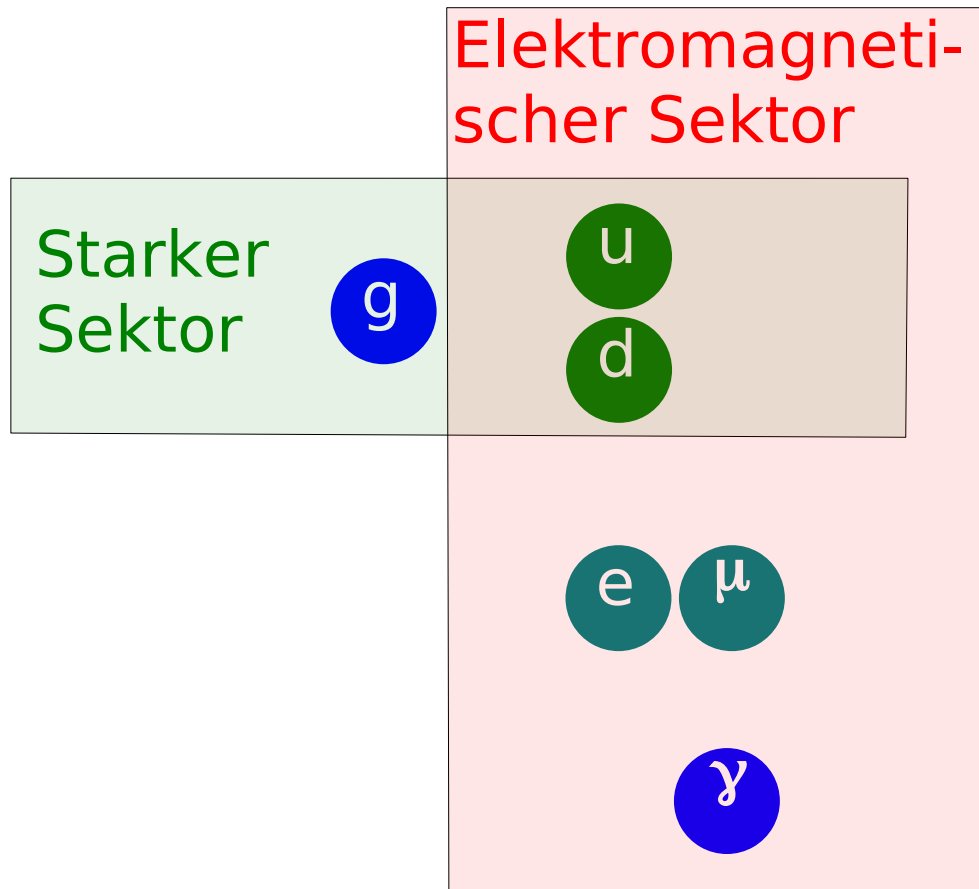 Elektromagneti-
scher Sektor
Starker
Sektor
g
u
d
e
μ
γ